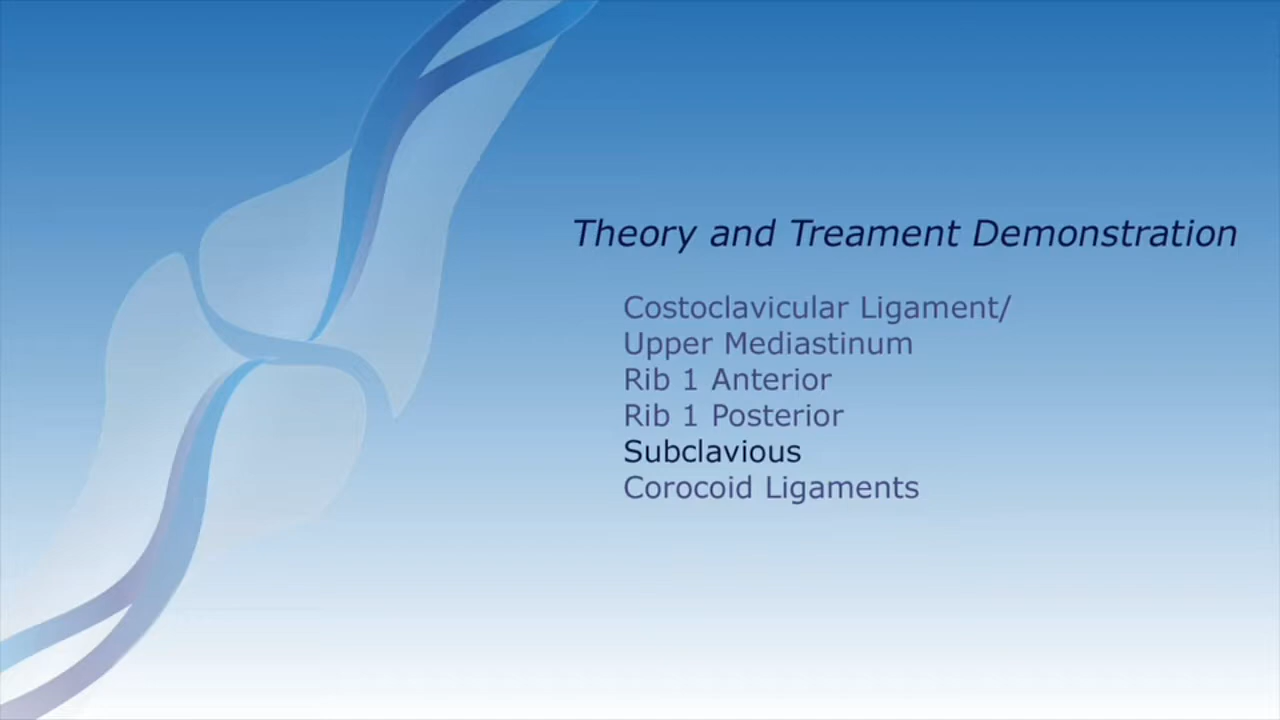 Theory and Treament Demonstration
Costoclavicular Ligament/
Upper Mediastinum
Rib 1 Anterior
Rib 1 Posterior
Subclavious
Corocoid Ligaments